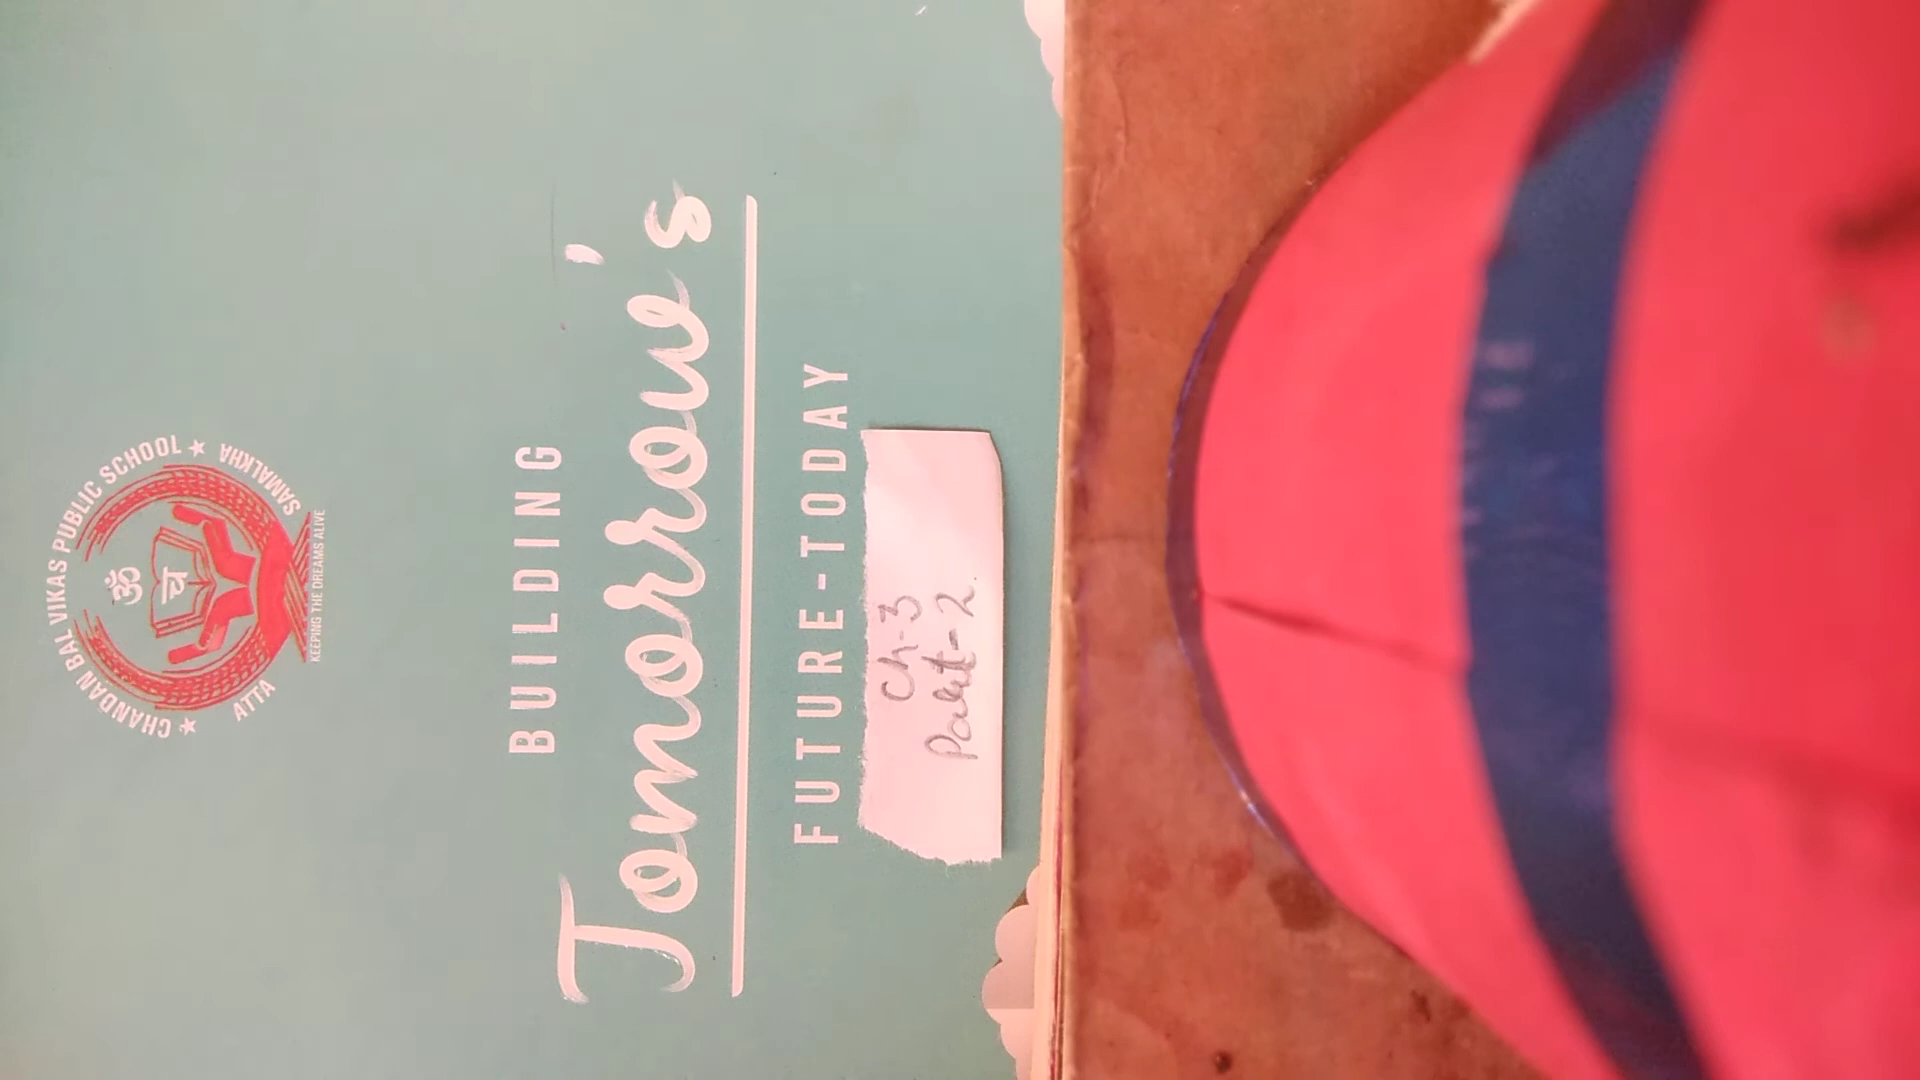 CHANDAN BAL VIKAS PUBLIC SCHOOL
SAMALKHA
ATTA
ॐ
च
KEEPING THE DREAMS ALIVE
BUILDING
Tomorrow's
FUTURE-TODAY
Ch-3
Part-2